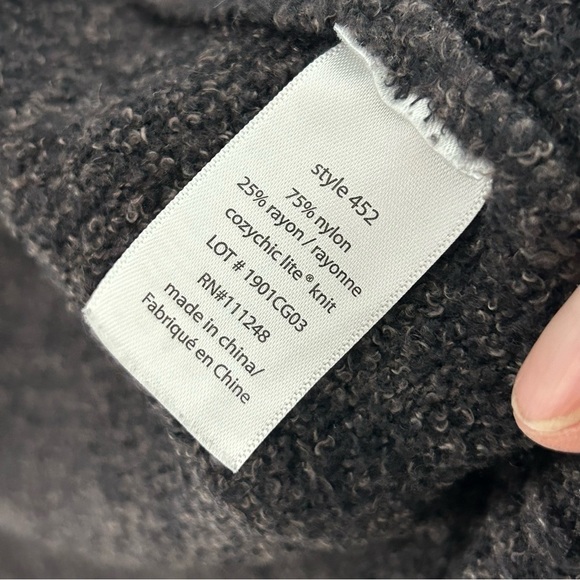 style 452
75% nylon
25% rayon / rayonne
cozychic lite® knit
LOT # 1901CG03
RN#111248
made in china/
Fabriqué en Chine